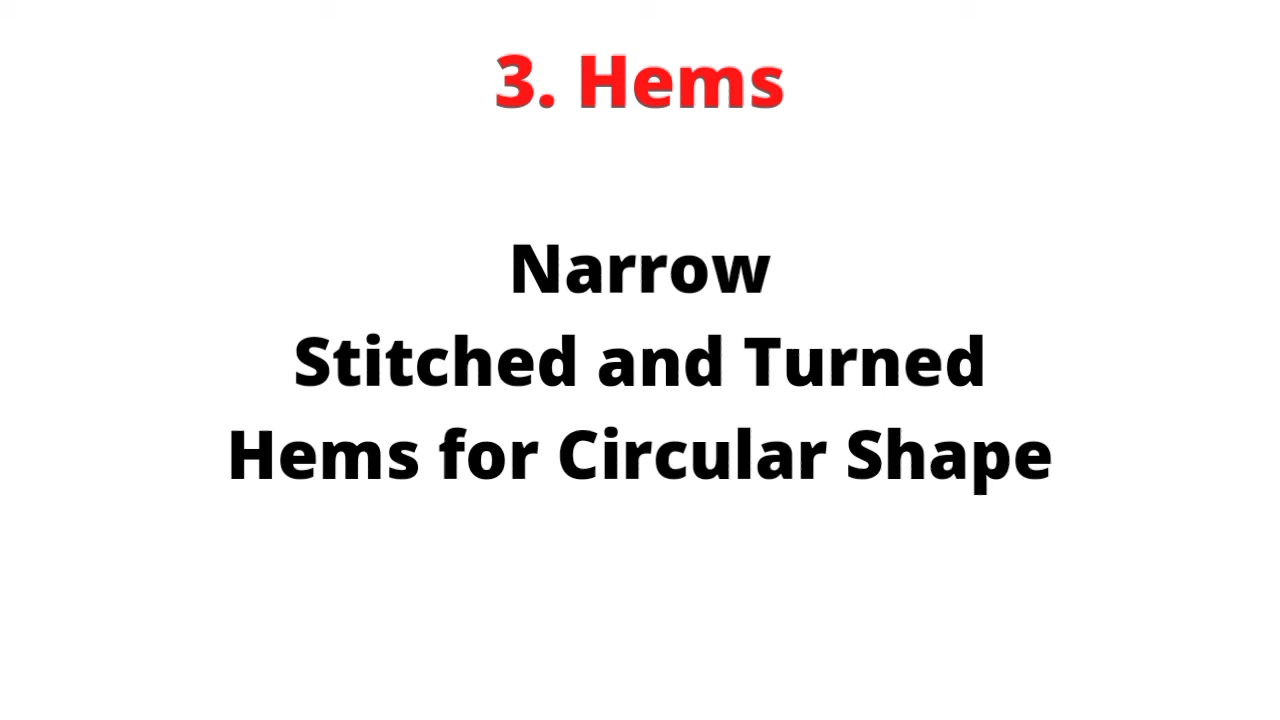 3. Hems
Narrow
Stitched and Turned
Hems for Circular Shape